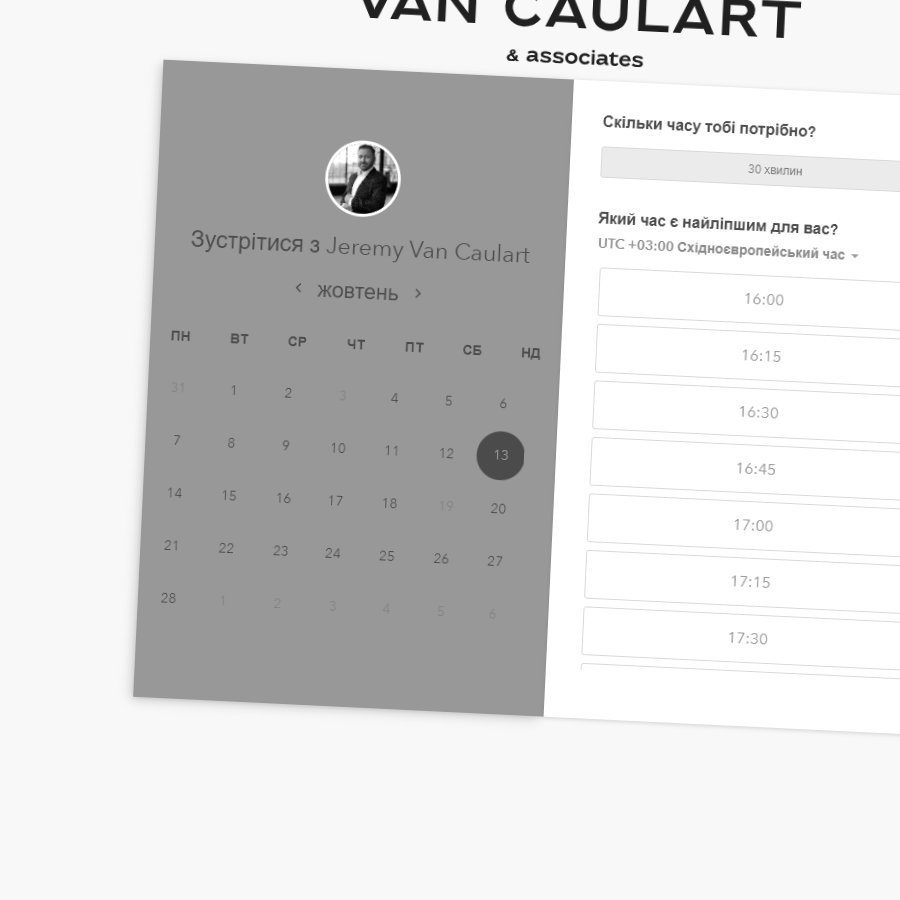 VAN CAULART
& associates
Зустрітися з Jeremy Van Caulart
‹ жовтень ›
ПН ВТ СР ЧТ ПТ СБ НД
31 1 2 3 4 5 6
7 8 9 10 11 12 13
14 15 16 17 18 19 20
21 22 23 24 25 26 27
28 1 2 3 4 5 6
Скільки часу тобі потрібно?
30 хвилин
Який час є найліпшим для вас?
UTC +03:00 Східноєвропейський час
16:00
16:15
16:30
16:45
17:00
17:15
17:30